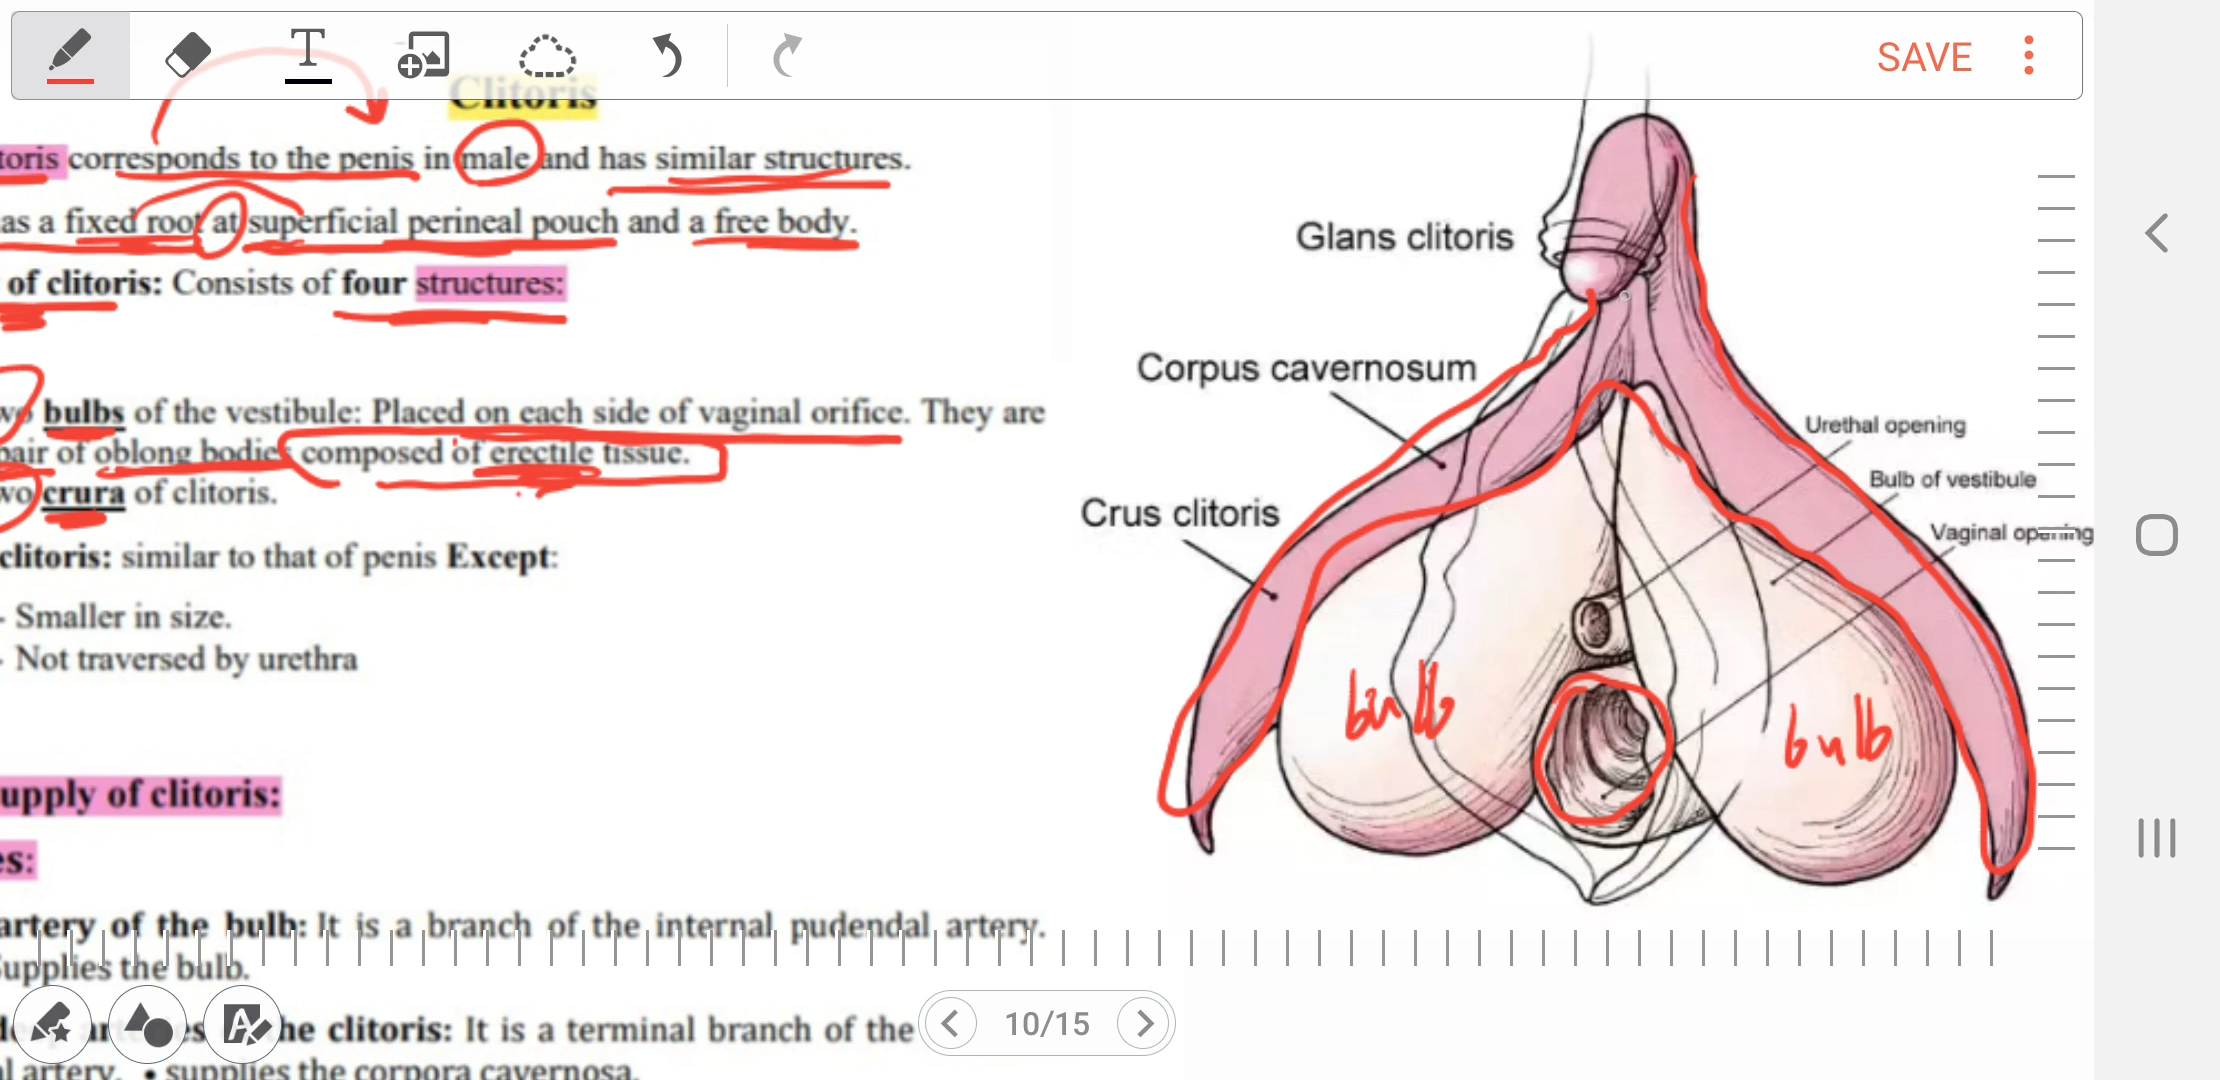 T
SAVE
Clitoris
toris corresponds to the penis in male and has similar structures.
as a fixed root at superficial perineal pouch and a free body.
of clitoris: Consists of four structures:
wo bulbs of the vestibule: Placed on each side of vaginal orifice. They are
pair of oblong bodies composed of erectile tissue.
wo crura of clitoris.
clitoris: similar to that of penis Except:
- Smaller in size.
- Not traversed by urethra
upply of clitoris:
es:
artery of the bulb: It is a branch of the internal pudendal artery.
Supplies the bulb.
he clitoris: It is a terminal branch of the
l artery. • supplies the corpora cavernosa.
Glans clitoris
Corpus cavernosum
Crus clitoris
Urethal opening
Bulb of vestibule
Vaginal opening
bulb
bulb
10/15